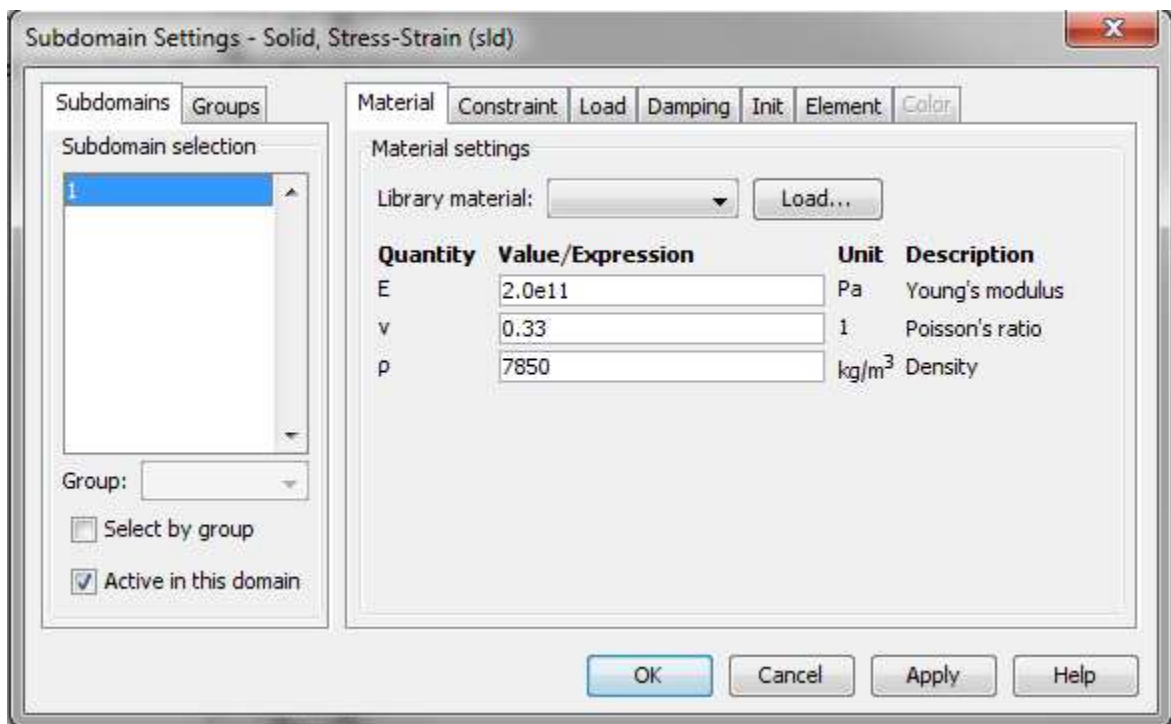 Subdomain Settings - Solid, Stress-Strain (sld)
Subdomains Groups
Subdomain selection
1
Group:
Select by group
Active in this domain
Material Constraint Load Damping Init Element Color
Material settings
Library material: Load...
Quantity Value/Expression Unit Description
E 2.0e11 Pa Young's modulus
ν 0.33 1 Poisson's ratio
ρ 7850 kg/m³ Density
OK Cancel Apply Help